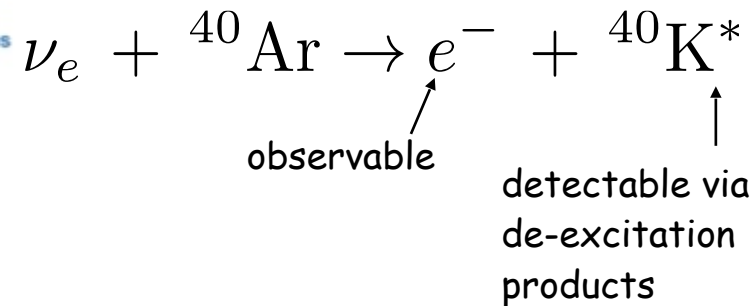 s
νₑ + ⁴⁰Ar → e⁻ + ⁴⁰K*
observable
detectable via
de-excitation
products